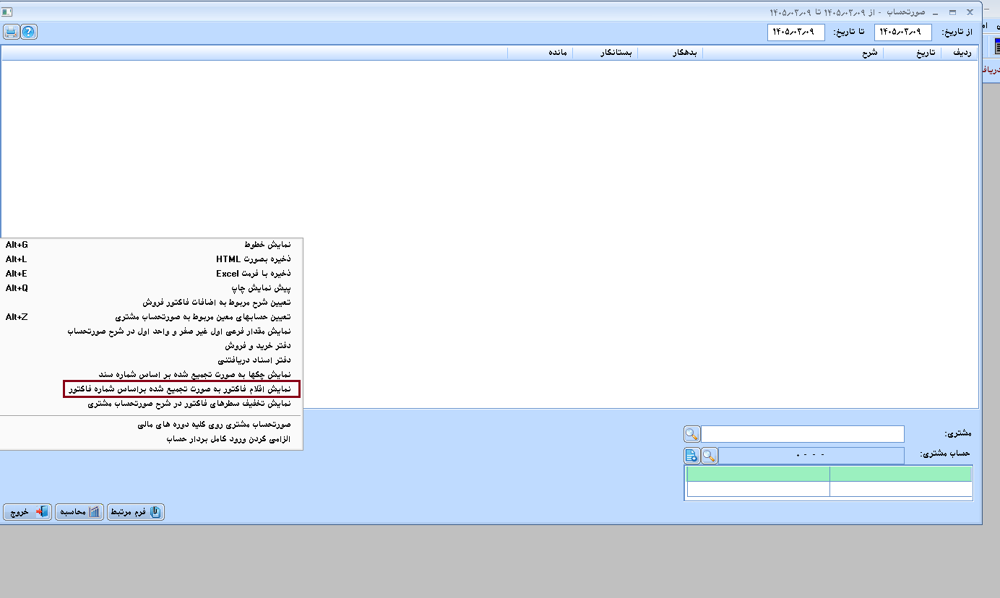 صورتحساب - از ۱۴۰۵/۰۳/۰۹ تا ۱۴۰۵/۰۳/۰۹
از تاریخ: ۱۴۰۵/۰۳/۰۹ تا تاریخ: ۱۴۰۵/۰۳/۰۹
ردیف تاریخ شرح بدهکار بستانکار مانده
نمایش خطوط Alt+G
ذخیره بصورت HTML Alt+L
ذخیره با فرمت Excel Alt+E
پیش نمایش چاپ Alt+Q
تعیین شرح مربوط به اضافات فاکتور فروش
تعیین حسابهای معین مربوط به صورتحساب مشتری Alt+Z
نمایش مقدار فرعی اول غیر صفر و واحد اول در شرح صورتحساب
دفتر خرید و فروش
دفتر اسناد دریافتنی
نمایش چکها به صورت تجمیع شده بر اساس شماره سند
نمایش اقلام فاکتور به صورت تجمیع شده براساس شماره فاکتور
نمایش تخفیف سطرهای فاکتور در شرح صورتحساب مشتری
صورتحساب مشتری روی کلیه دوره های مالی
الزامی کردن ورود کامل بردار حساب
مشتری:
حساب مشتری: ۰ - - -
فرم مرتبط محاسبه خروج